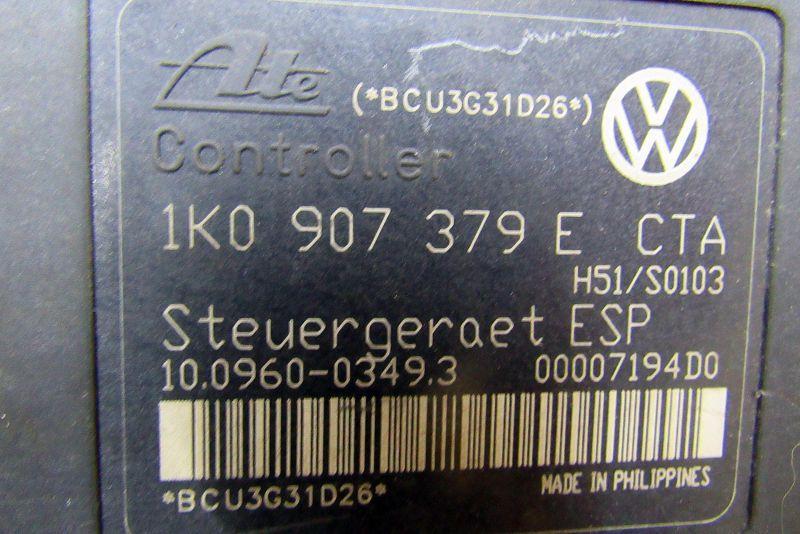 Ate (*BCU3G31D26*)
Controller
1K0 907 379 E CTA
H51/S0103
Steuergeraet ESP
10.0960-0349.3 00007194D0
*BCU3G31D26* MADE IN PHILIPPINES